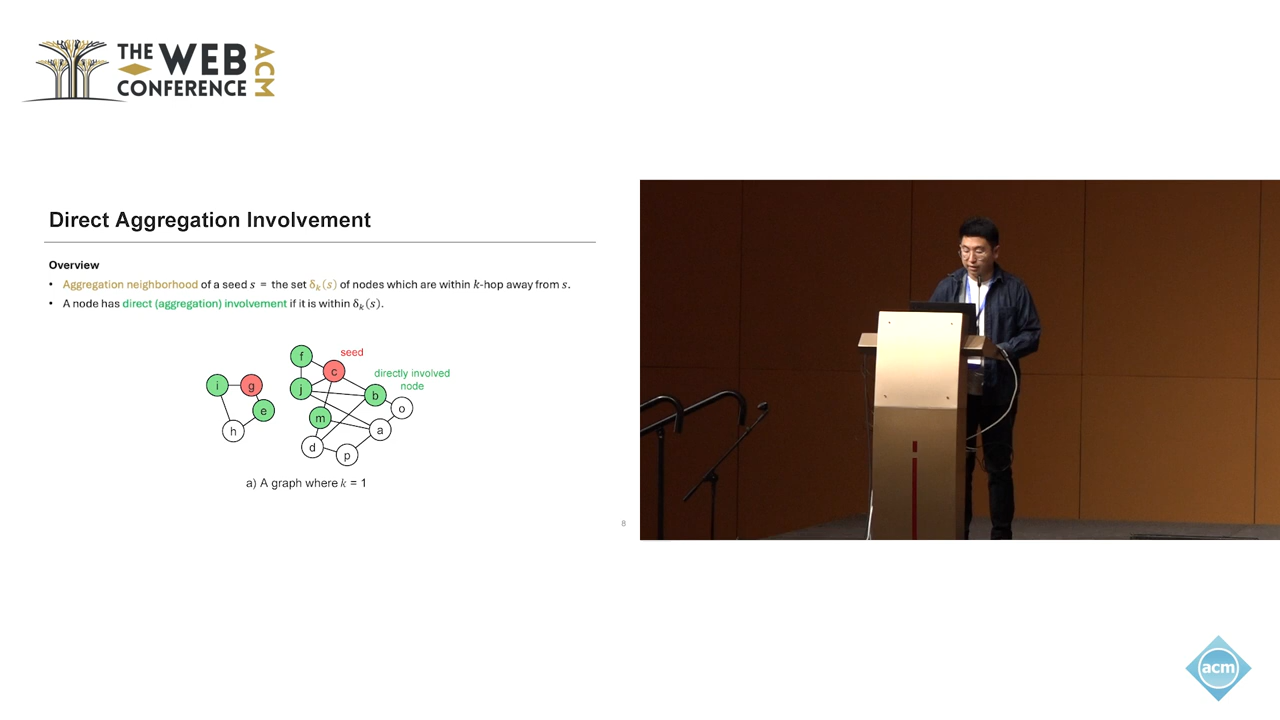 THE WEB
CONFERENCE
ACM
Direct Aggregation Involvement
Overview
• Aggregation neighborhood of a seed s = the set δₖ(s) of nodes which are within k-hop away from s.
• A node has direct (aggregation) involvement if it is within δₖ(s).
f
seed
c
directly involved
node
i
g
j
b
e
o
m
h
a
d
p
a) A graph where k = 1
8
acm